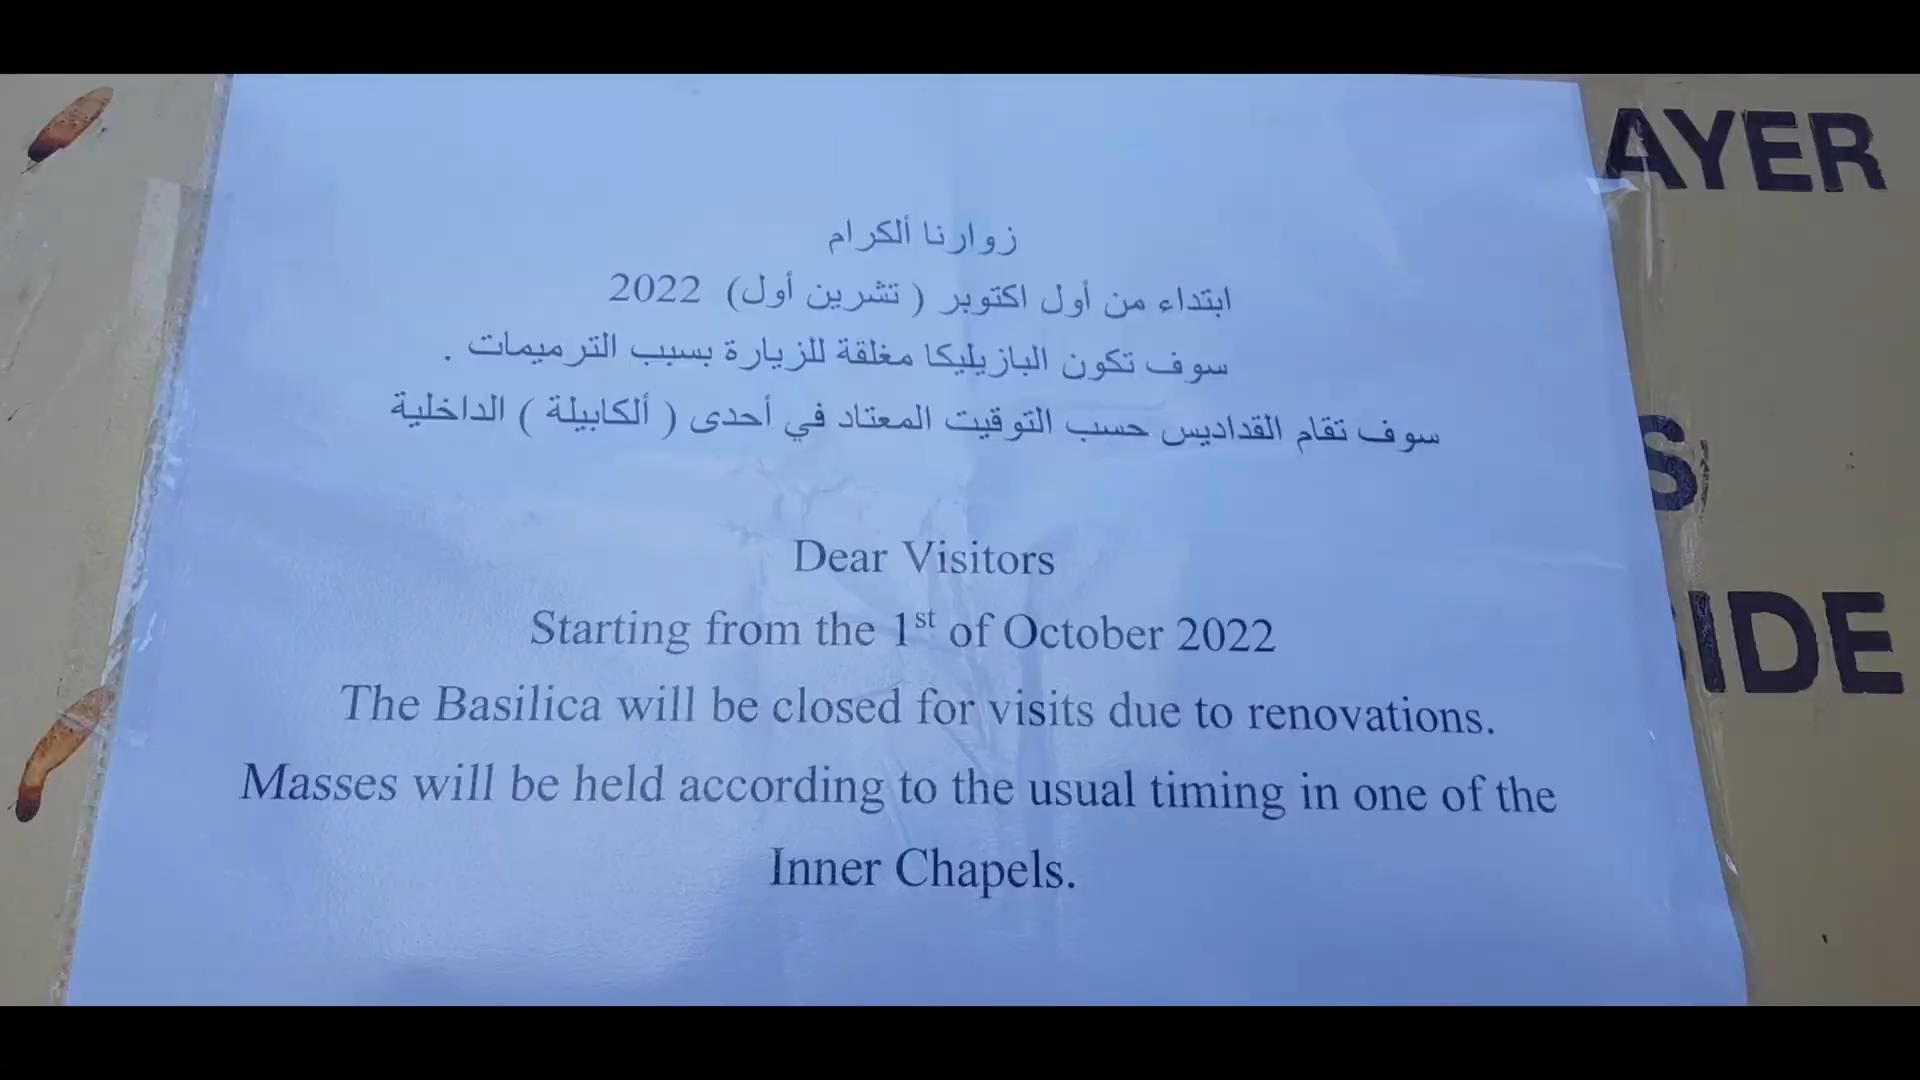 زوارنا ألكرام
ابتداء من أول اكتوبر ( تشرين أول) 2022
سوف تكون البازيليكا مغلقة للزيارة بسبب الترميمات .
سوف تقام القداديس حسب التوقيت المعتاد في أحدى ( ألكابيلة ) الداخلية
Dear Visitors
Starting from the 1st of October 2022
The Basilica will be closed for visits due to renovations.
Masses will be held according to the usual timing in one of the
Inner Chapels.
AYER
S
IDE